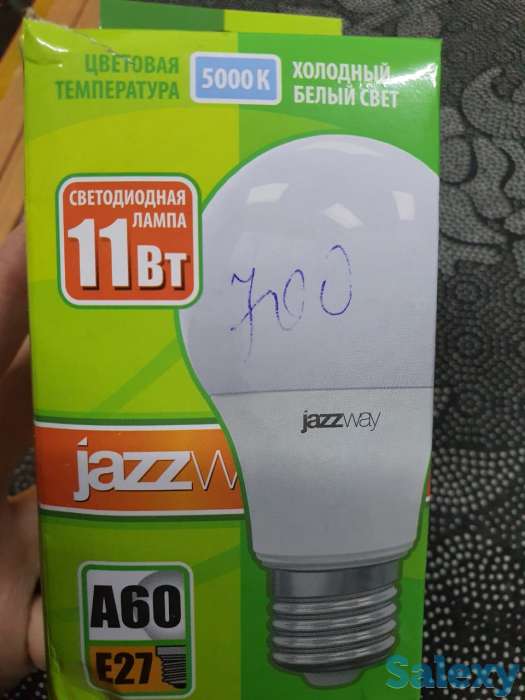 ЦВЕТОВАЯ
ТЕМПЕРАТУРА
5000 К
ХОЛОДНЫЙ
БЕЛЫЙ СВЕТ
СВЕТОДИОДНАЯ
ЛАМПА
11Вт
700
jazzway
jazzw
A60
E27
Salexy